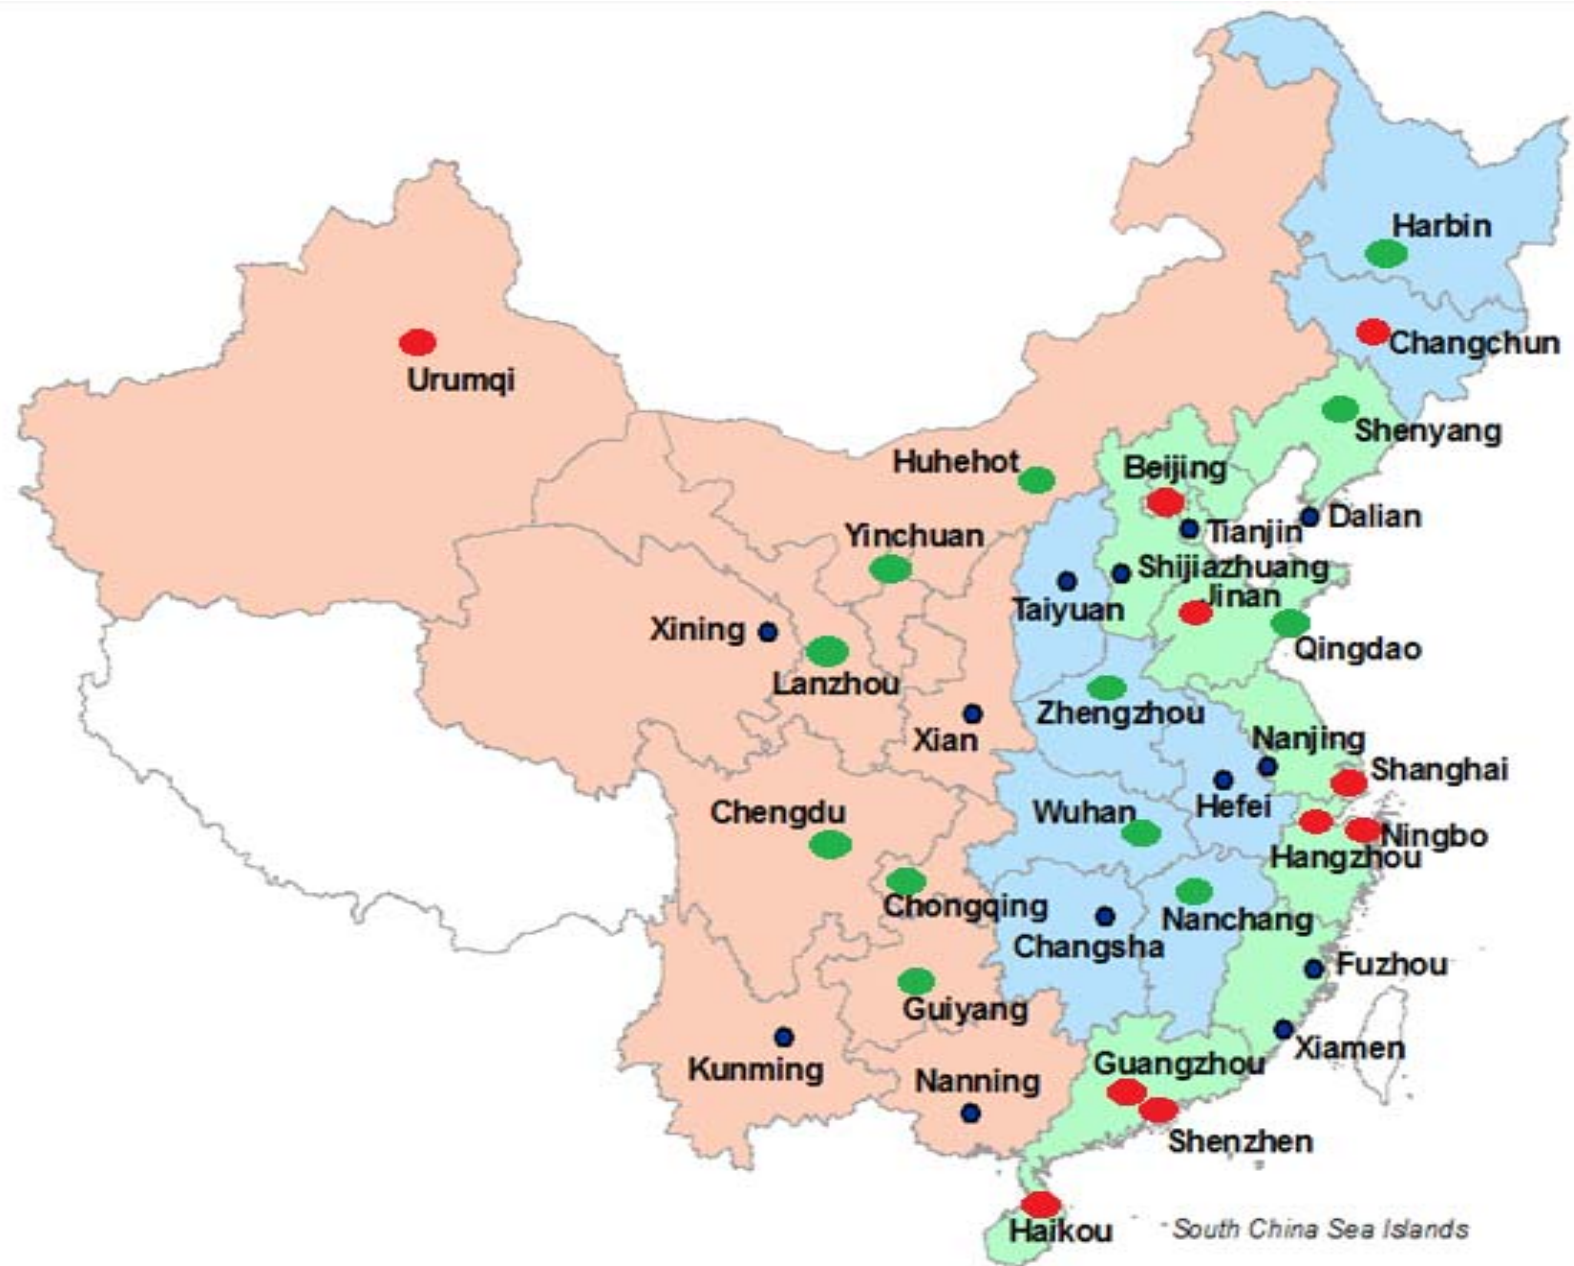 Harbin
Changchun
Urumqi
Shenyang
Huhehot
Beijing
Dalian
Tianjin
Yinchuan
Shijiazhuang
Jinan
Taiyuan
Xining
Qingdao
Lanzhou
Zhengzhou
Xian
Nanjing
Shanghai
Chengdu
Wuhan
Hefei
Ningbo
Hangzhou
Chongqing
Nanchang
Changsha
Fuzhou
Guiyang
Xiamen
Kunming
Guangzhou
Nanning
Shenzhen
Haikou
South China Sea Islands